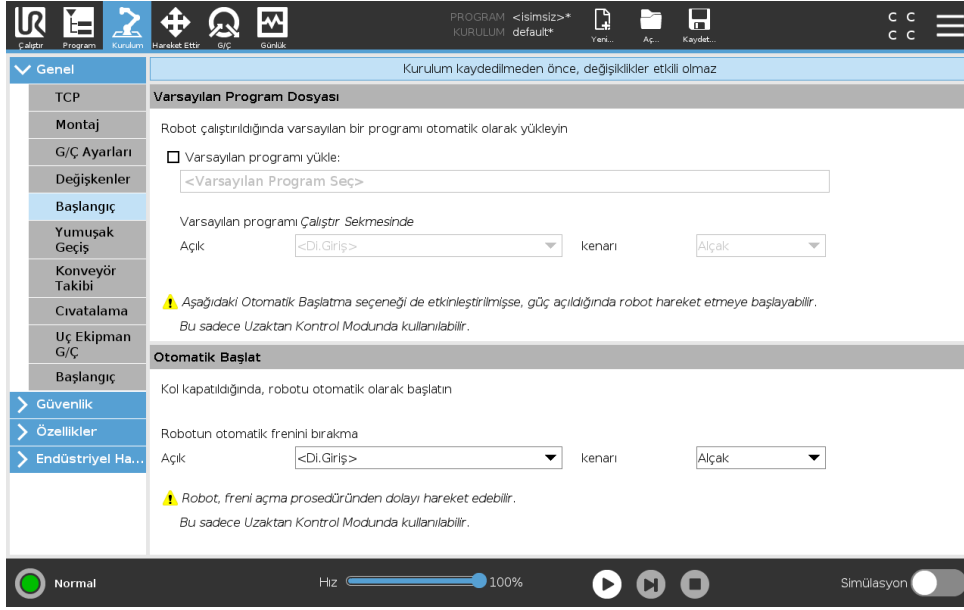 UR
PROGRAM <isimsiz>*
KURULUM default*
Çalıştır Program Kurulum Hareket Ettir G/Ç Günlük Yeni... Aç... Kaydet...
C C
C C
Genel
Kurulum kaydedilmeden önce, değişiklikler etkili olmaz
TCP
Montaj
G/Ç Ayarları
Değişkenler
Başlangıç
Yumuşak
Geçiş
Konveyör
Takibi
Cıvatalama
Uç Ekipman
G/Ç
Başlangıç
Güvenlik
Özellikler
Endüstriyel Ha...
Varsayılan Program Dosyası
Robot çalıştırıldığında varsayılan bir programı otomatik olarak yükleyin
Varsayılan programı yükle:
<Varsayılan Program Seç>
Varsayılan programı Çalıştır Sekmesinde
Açık <Di.Giriş> kenarı Alçak
Aşağıdaki Otomatik Başlatma seçeneği de etkinleştirilmişse, güç açıldığında robot hareket etmeye başlayabilir.
Bu sadece Uzaktan Kontrol Modunda kullanılabilir.
Otomatik Başlat
Kol kapatıldığında, robotu otomatik olarak başlatın
Robotun otomatik frenini bırakma
Açık <Di.Giriş> kenarı Alçak
Robot, freni açma prosedüründen dolayı hareket edebilir.
Bu sadece Uzaktan Kontrol Modunda kullanılabilir.
Normal Hız 100% Simülasyon